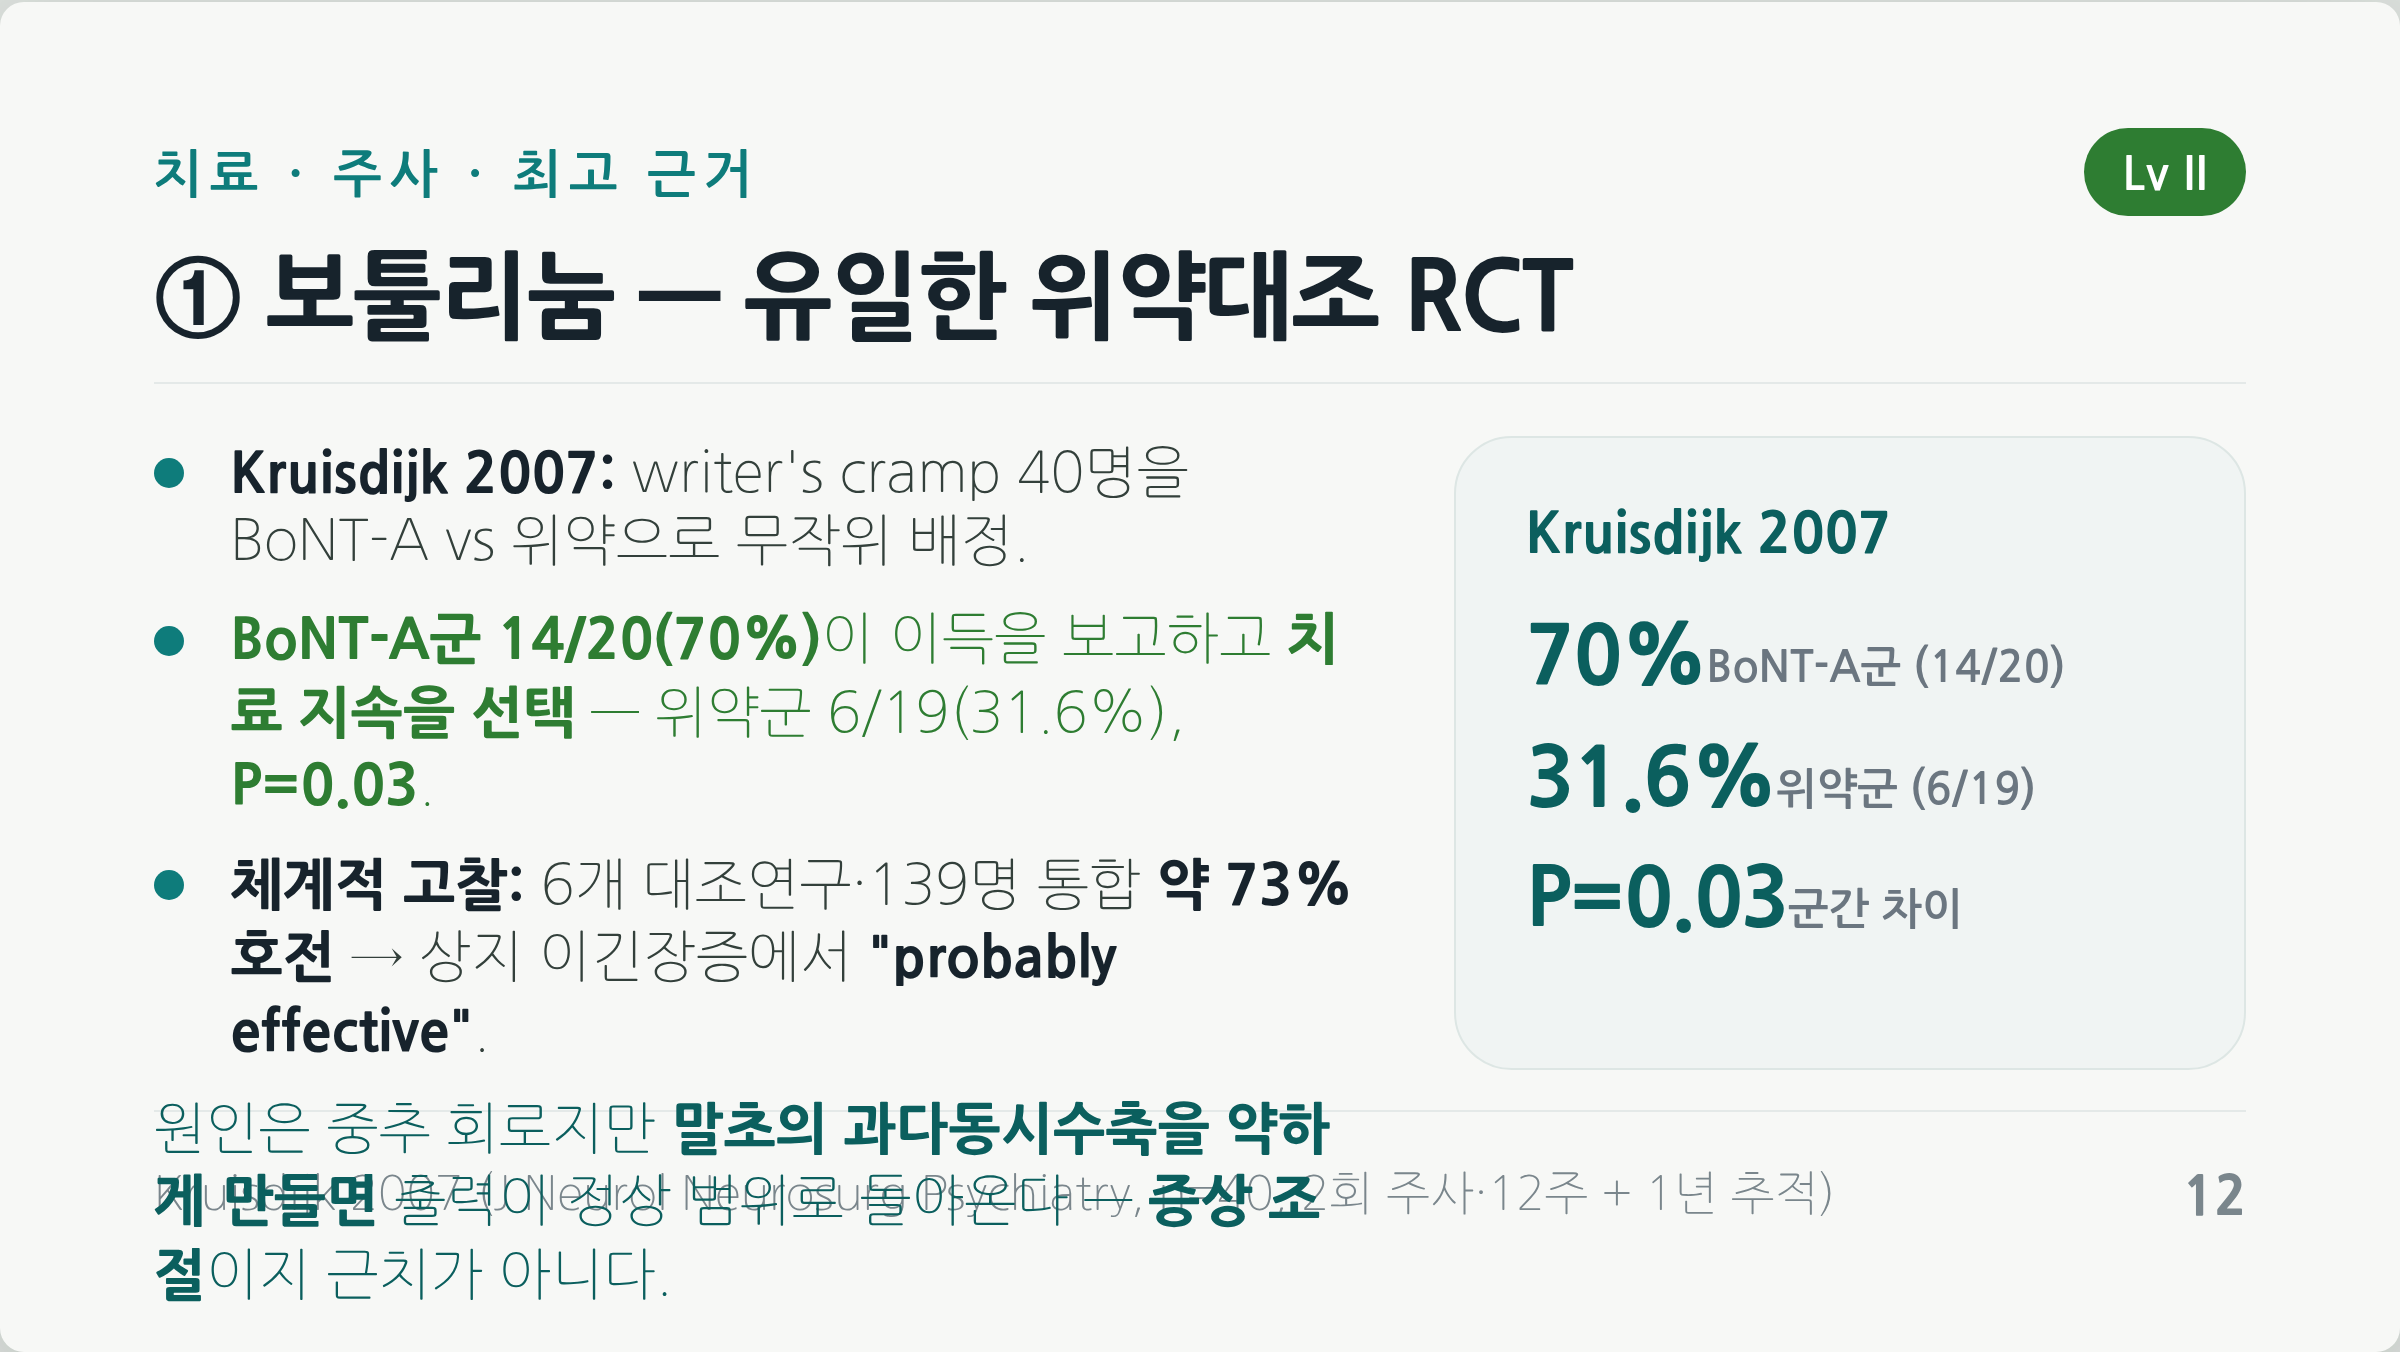 치료 · 주사 · 최고 근거
Lv II
① 보툴리눔 — 유일한 위약대조 RCT
Kruisdijk 2007: writer's cramp 40명을
BoNT-A vs 위약으로 무작위 배정.
BoNT-A군 14/20(70%)이 이득을 보고하고 치
료 지속을 선택 — 위약군 6/19(31.6%),
P=0.03.
체계적 고찰: 6개 대조연구·139명 통합 약 73%
호전 → 상지 이긴장증에서 "probably
effective".
원인은 중추 회로지만 말초의 과다동시수축을 약하
게 만들면 출력이 정상 범위로 돌아온다 — 증상 조
절이지 근치가 아니다.
Kruisdijk 2007
70% BoNT-A군 (14/20)
31.6% 위약군 (6/19)
P=0.03 군간 차이
Kruisdijk 2007 (J Neurol Neurosurg Psychiatry, n=40, 2회 주사·12주 + 1년 추적)
12